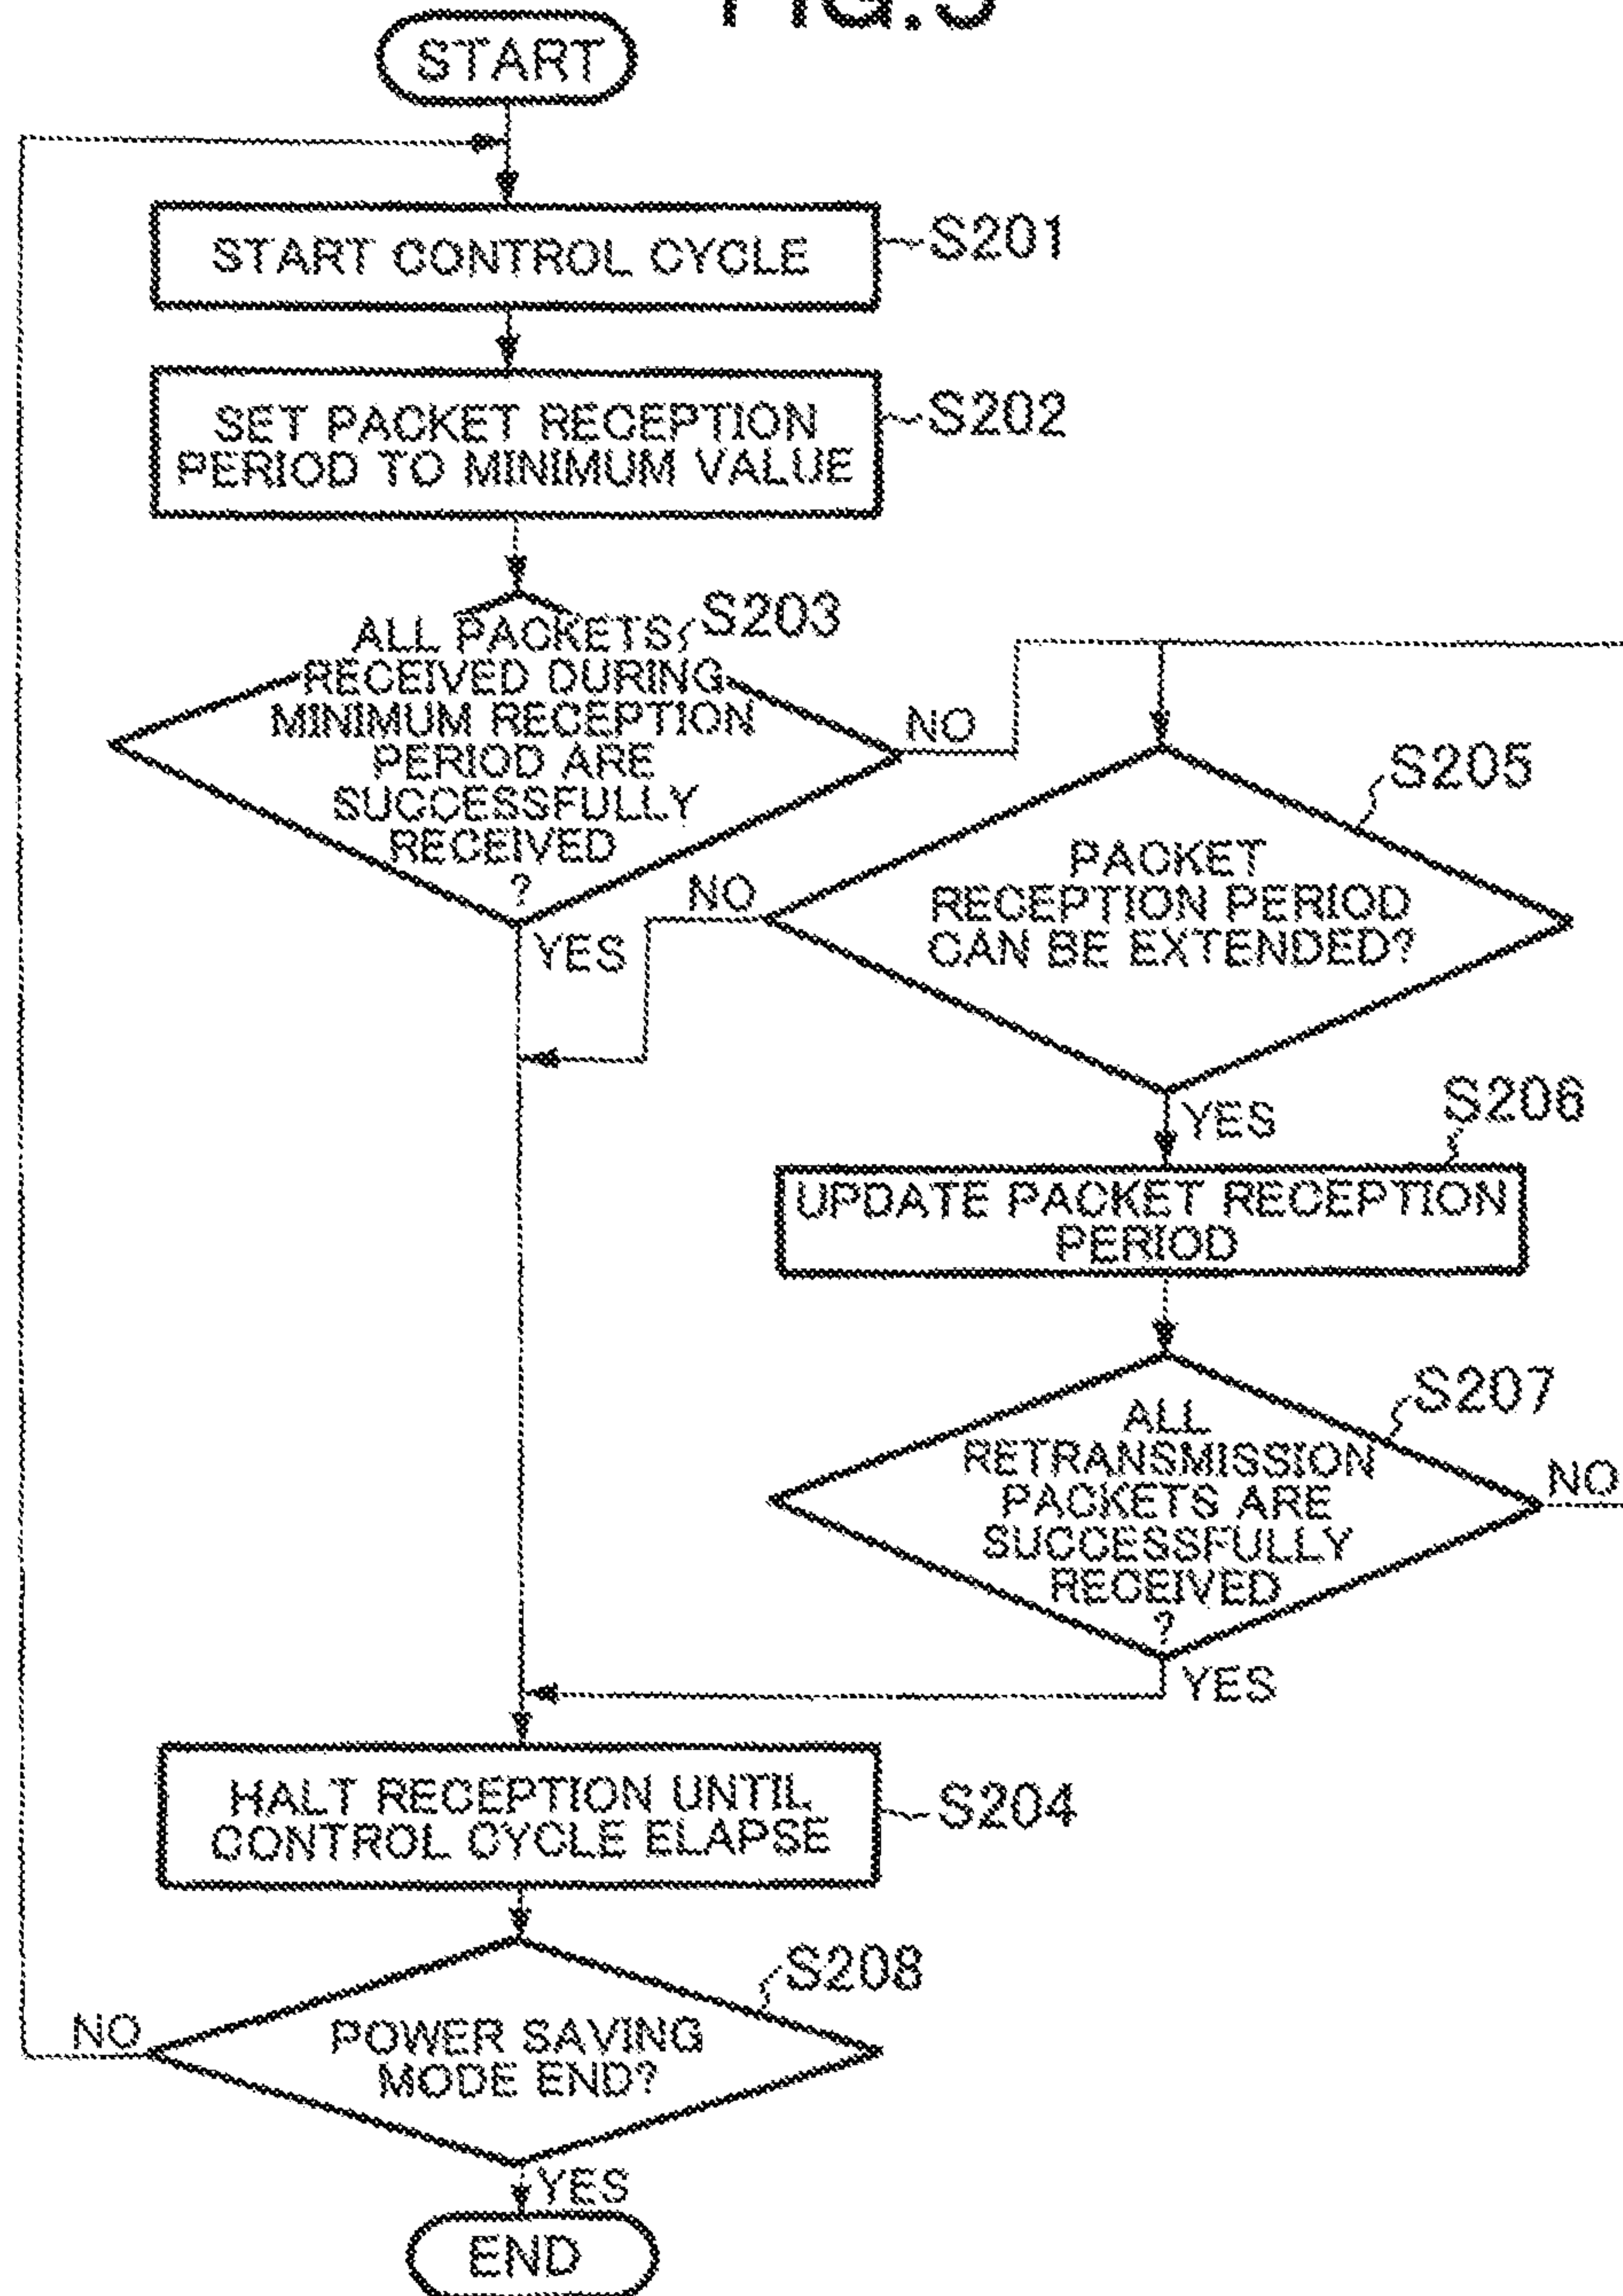 START
START CONTROL CYCLE
S201
SET PACKET RECEPTION
PERIOD TO MINIMUM VALUE
S202
S203
ALL PACKETS
RECEIVED DURING
MINIMUM RECEPTION
PERIOD ARE
SUCCESSFULLY
RECEIVED
?
NO
YES
S205
PACKET
RECEPTION PERIOD
CAN BE EXTENDED?
NO
YES
S206
UPDATE PACKET RECEPTION
PERIOD
S207
ALL
RETRANSMISSION
PACKETS ARE
SUCCESSFULLY
RECEIVED
?
NO
YES
HALT RECEPTION UNTIL
CONTROL CYCLE ELAPSE
S204
S208
POWER SAVING
MODE END?
NO
YES
END